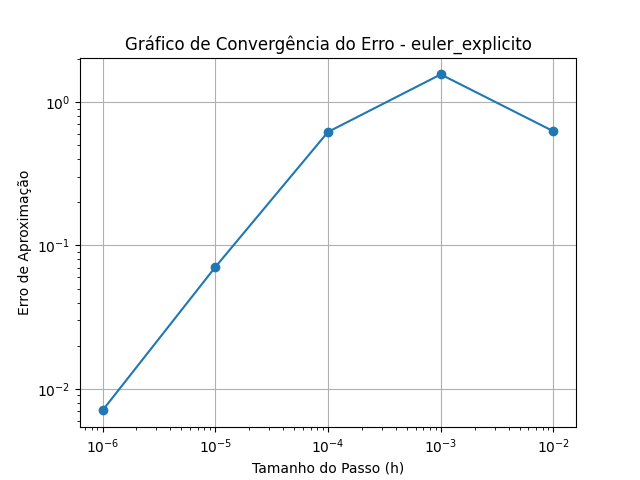 Gráfico de Convergência do Erro - euler_explicito
Erro de Aproximação
10⁰
10⁻¹
10⁻²
10⁻⁶ 10⁻⁵ 10⁻⁴ 10⁻³ 10⁻²
Tamanho do Passo (h)